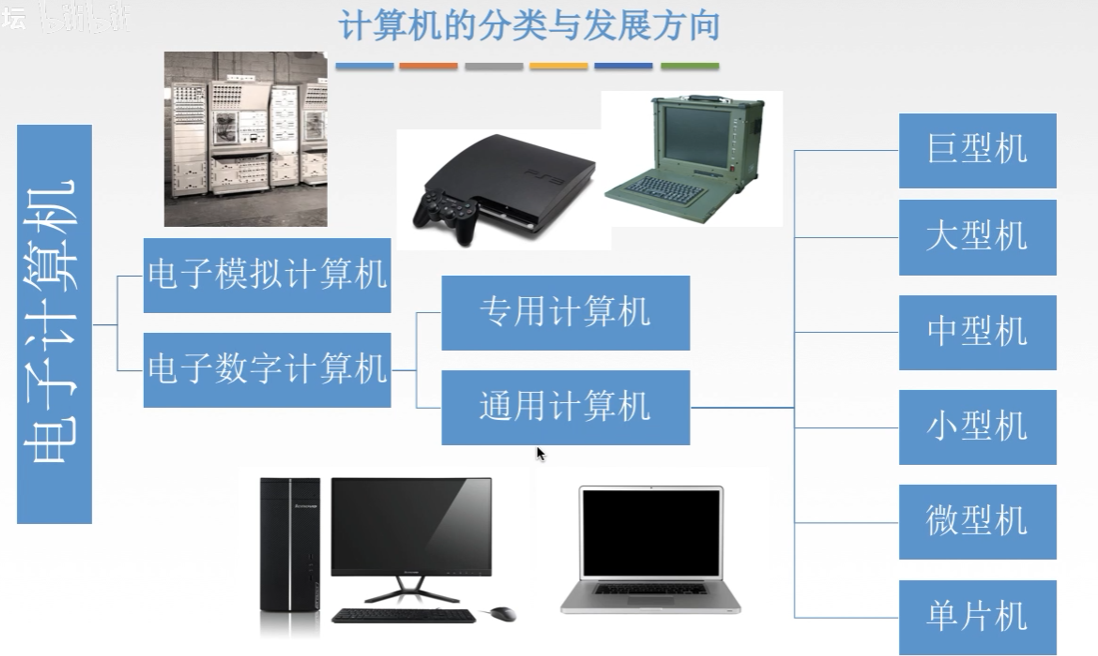 坛 bilibili
计算机的分类与发展方向
电子计算机
电子模拟计算机
电子数字计算机
PS3
专用计算机
通用计算机
巨型机
大型机
中型机
小型机
微型机
单片机